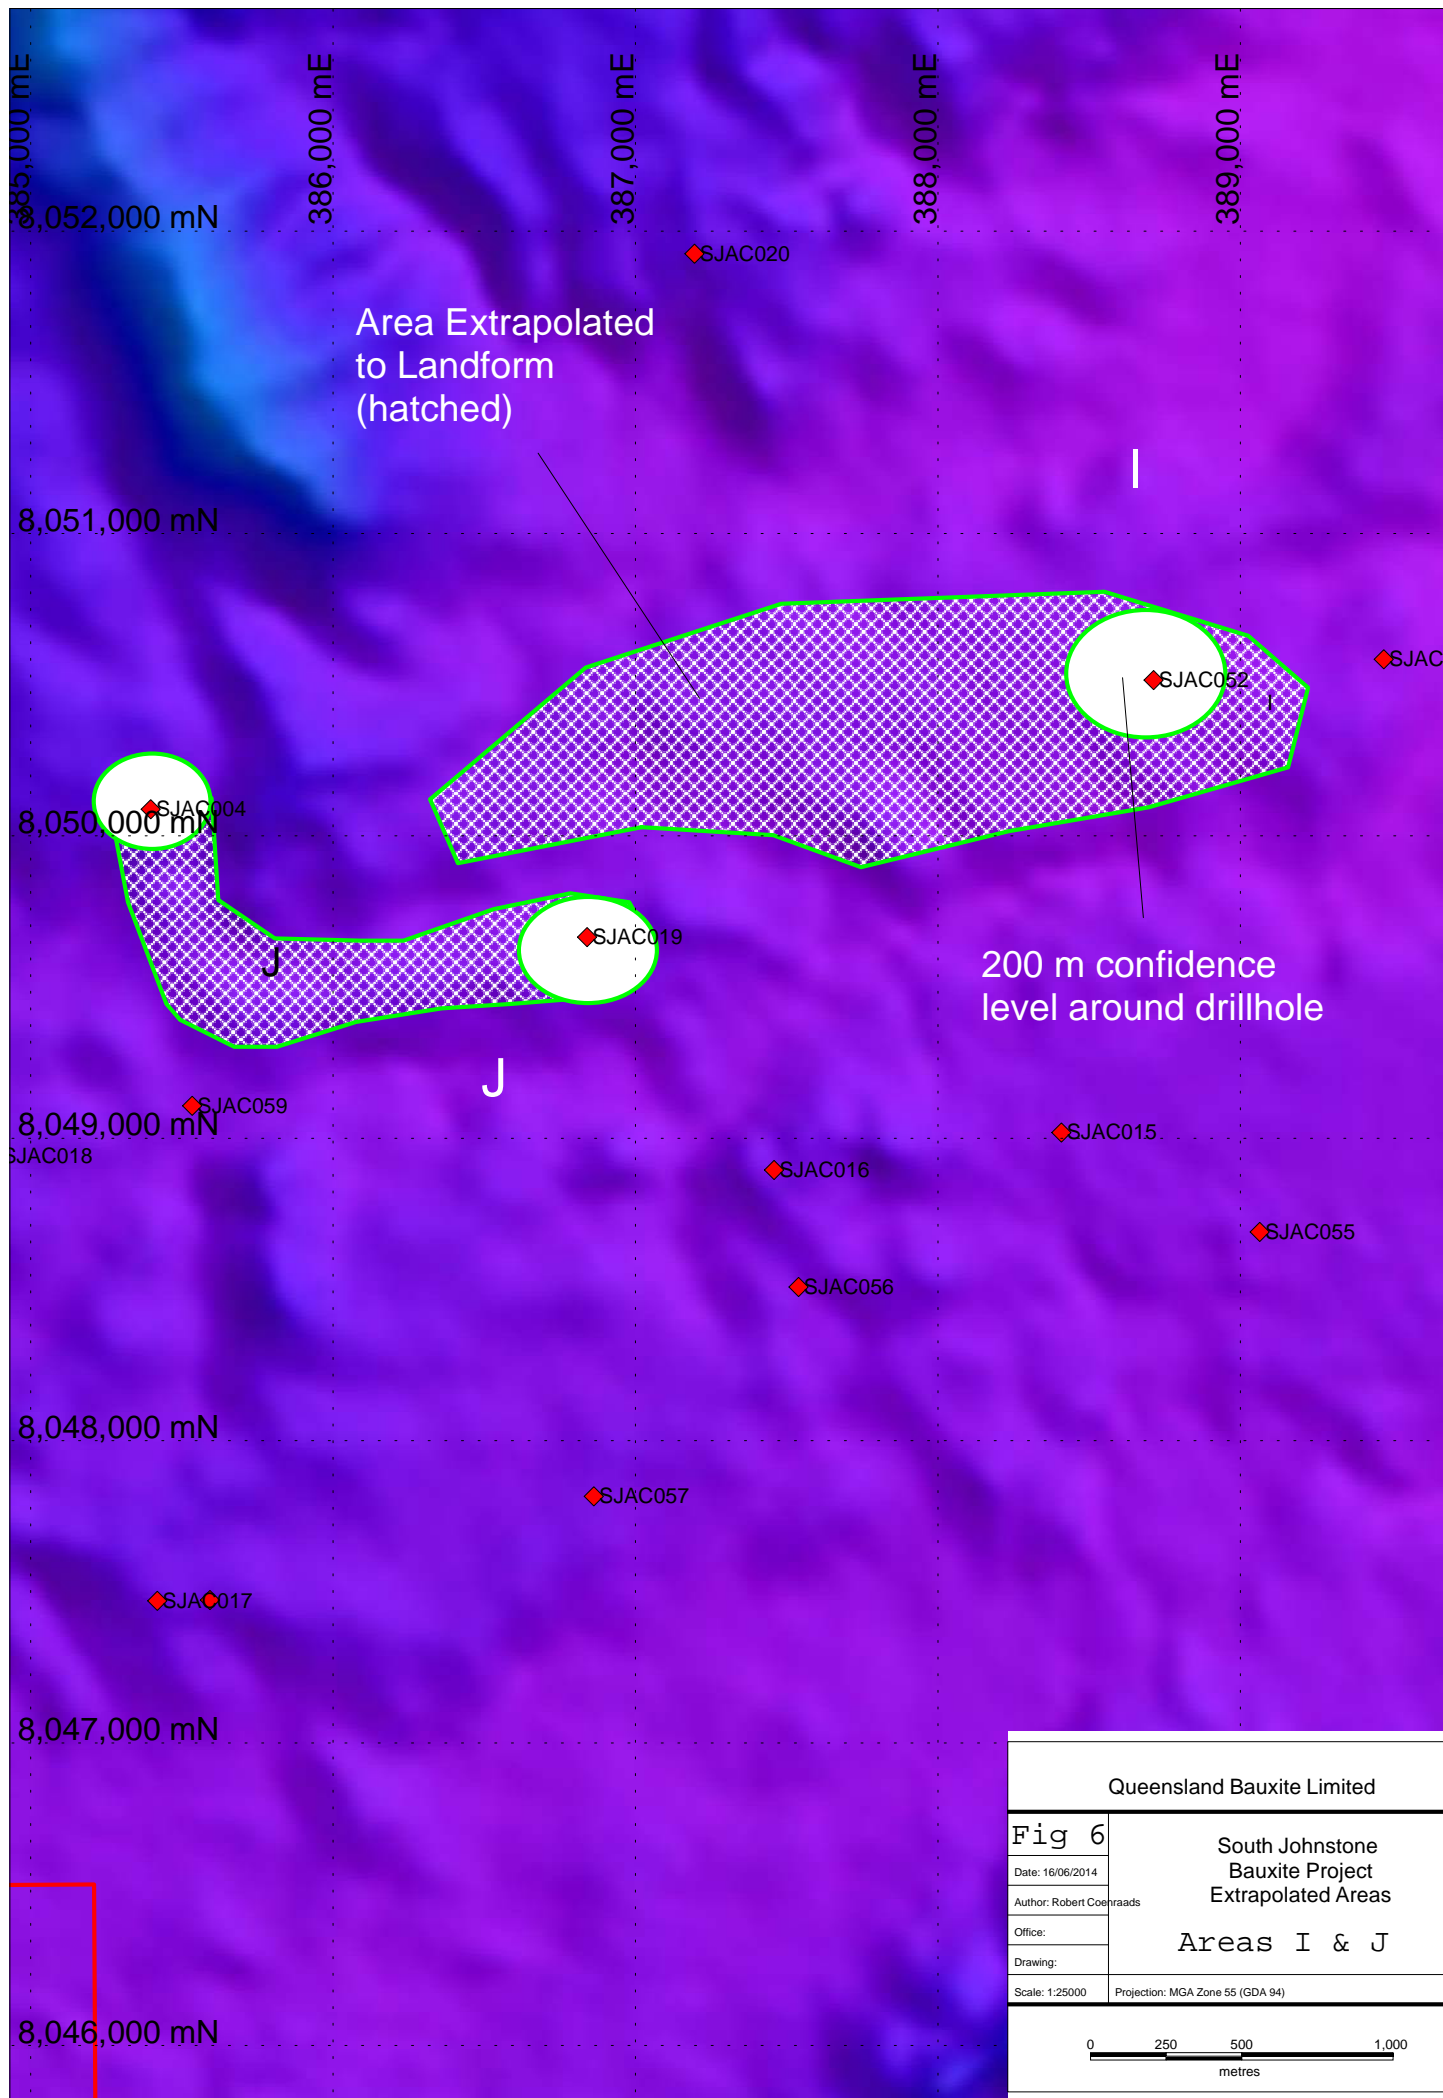 385,000 mE
386,000 mE
387,000 mE
388,000 mE
389,000 mE
8,052,000 mN
SJAC020
Area Extrapolated
to Landform
(hatched)
I
8,051,000 mN
SJAC
SJAC052
I
SJAC004
8,050,000 mN
SJAC019
J
200 m confidence
level around drillhole
J
SJAC059
8,049,000 mN
SJAC015
SJAC018
SJAC016
SJAC055
SJAC056
8,048,000 mN
SJAC057
SJAC017
8,047,000 mN
8,046,000 mN
Queensland Bauxite Limited
Fig 6
Date: 16/06/2014
Author: Robert Coenraads
Office:
Drawing:
Scale: 1:25000
South Johnstone
Bauxite Project
Extrapolated Areas
Areas I & J
Projection: MGA Zone 55 (GDA 94)
0 250 500 1,000
metres